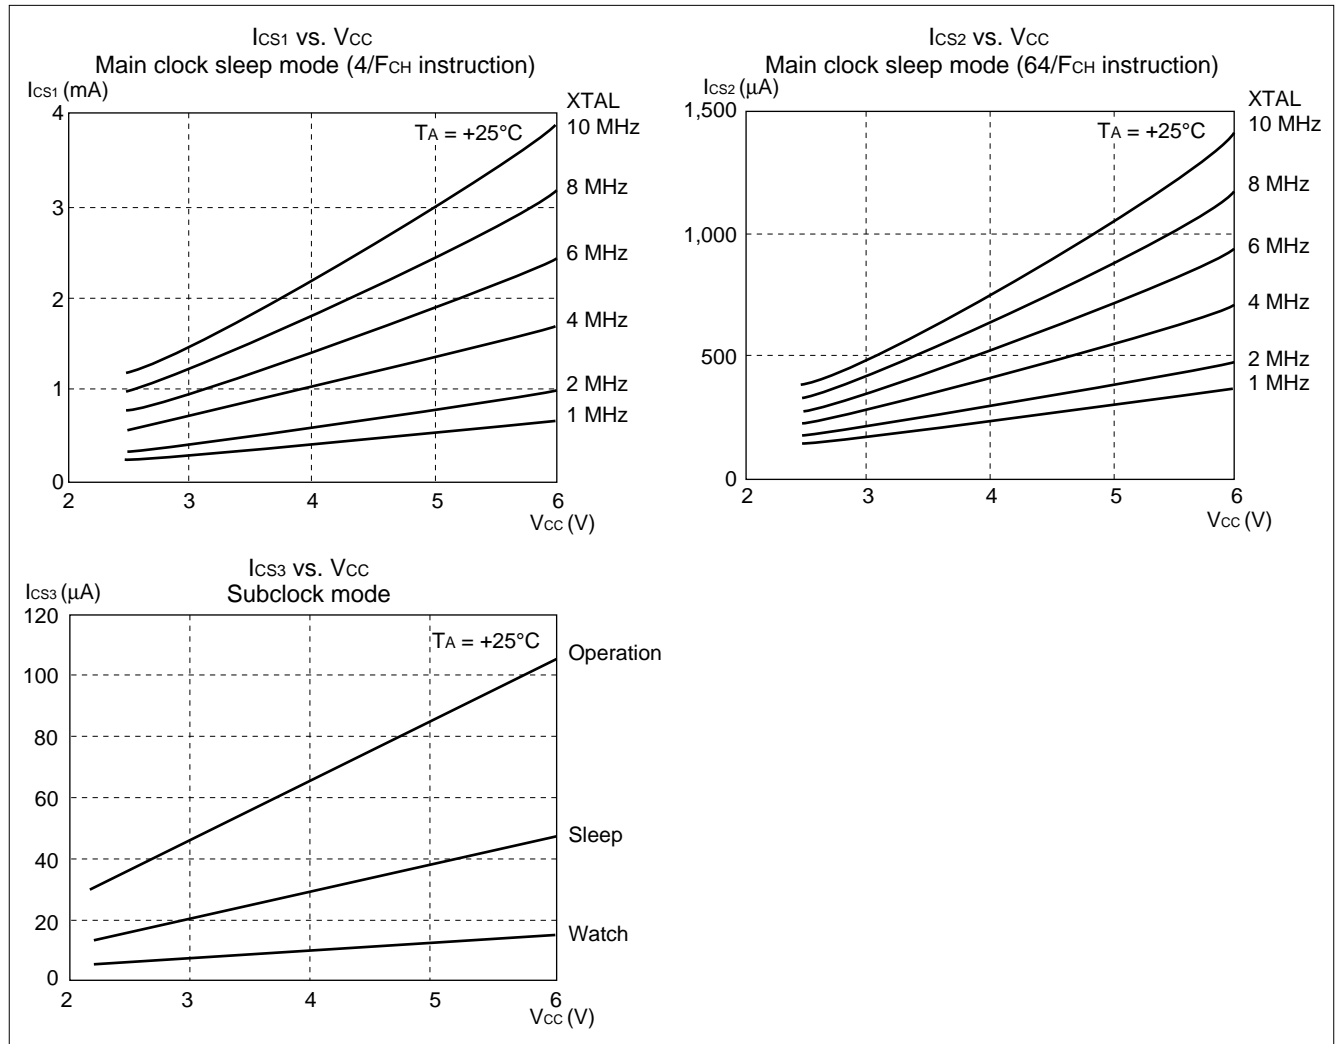 ICS1 vs. VCC
Main clock sleep mode (4/FCH instruction)
ICS1 (mA)
4
3
2
1
0
2 3 4 5 6
VCC (V)
TA = +25°C
XTAL
10 MHz
8 MHz
6 MHz
4 MHz
2 MHz
1 MHz
ICS2 vs. VCC
Main clock sleep mode (64/FCH instruction)
ICS2 (μA)
1,500
1,000
500
0
2 3 4 5 6
VCC (V)
TA = +25°C
XTAL
10 MHz
8 MHz
6 MHz
4 MHz
2 MHz
1 MHz
ICS3 vs. VCC
Subclock mode
ICS3 (μA)
120
100
80
60
40
20
0
2 3 4 5 6
VCC (V)
TA = +25°C
Operation
Sleep
Watch